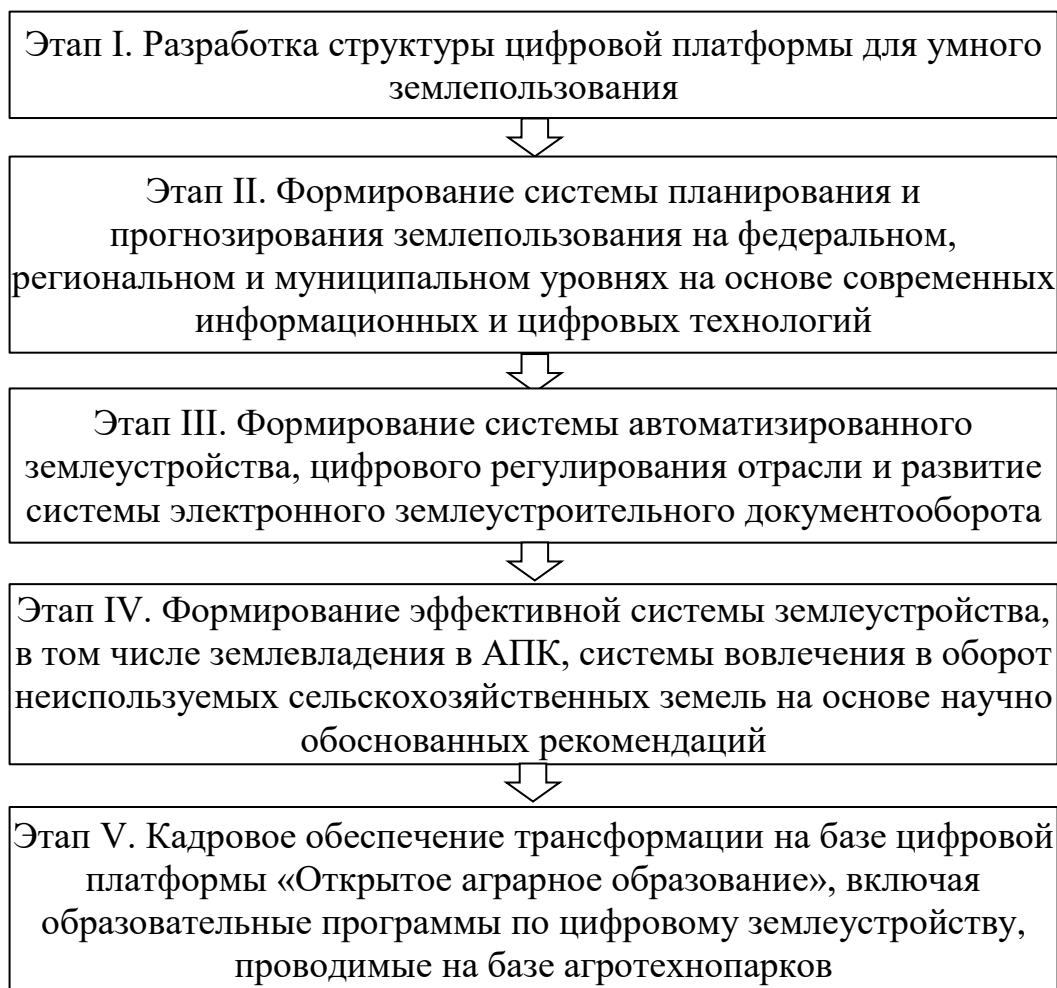 Этап I. Разработка структуры цифровой платформы для умного
землепользования
Этап II. Формирование системы планирования и
прогнозирования землепользования на федеральном,
региональном и муниципальном уровнях на основе современных
информационных и цифровых технологий
Этап III. Формирование системы автоматизированного
землеустройства, цифрового регулирования отрасли и развитие
системы электронного землеустроительного документооборота
Этап IV. Формирование эффективной системы землеустройства,
в том числе землевладения в АПК, системы вовлечения в оборот
неиспользуемых сельскохозяйственных земель на основе научно
обоснованных рекомендаций
Этап V. Кадровое обеспечение трансформации на базе цифровой
платформы «Открытое аграрное образование», включая
образовательные программы по цифровому землеустройству,
проводимые на базе агротехнопарков